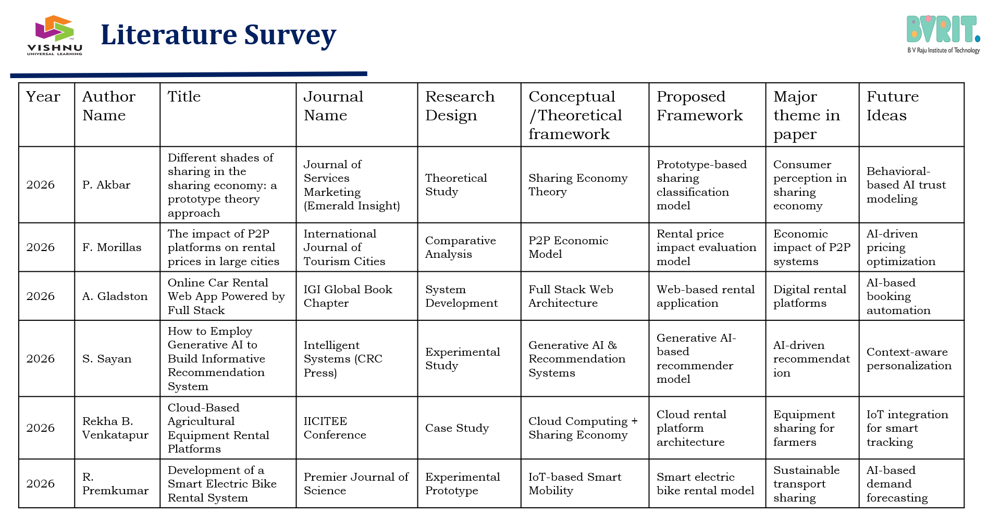 VISHNU
UNIVERSAL LEARNING
TM
Literature Survey
BVRIT.
B V Raju Institute of Technology
Year
Author
Name
Title
Journal
Name
Research
Design
Conceptual
/Theoretical
framework
Proposed
Framework
Major
theme in
paper
Future
Ideas
2026
P. Akbar
Different shades of
sharing in the
sharing economy: a
prototype theory
approach
Journal of
Services
Marketing
(Emerald Insight)
Theoretical
Study
Sharing Economy
Theory
Prototype-based
sharing
classification
model
Consumer
perception in
sharing
economy
Behavioral-
based AI trust
modeling
2026
F. Morillas
The impact of P2P
platforms on rental
prices in large cities
International
Journal of
Tourism Cities
Comparative
Analysis
P2P Economic
Model
Rental price
impact evaluation
model
Economic
impact of P2P
systems
AI-driven
pricing
optimization
2026
A. Gladston
Online Car Rental
Web App Powered by
Full Stack
IGI Global Book
Chapter
System
Development
Full Stack Web
Architecture
Web-based rental
application
Digital rental
platforms
AI-based
booking
automation
2026
S. Sayan
How to Employ
Generative AI to
Build Informative
Recommendation
System
Intelligent
Systems (CRC
Press)
Experimental
Study
Generative AI &
Recommendation
Systems
Generative AI-
based
recommender
model
AI-driven
recommendat
ion
Context-aware
personalization
2026
Rekha B.
Venkatapur
Cloud-Based
Agricultural
Equipment Rental
Platforms
IICITEE
Conference
Case Study
Cloud Computing +
Sharing Economy
Cloud rental
platform
architecture
Equipment
sharing for
farmers
IoT integration
for smart
tracking
2026
R.
Premkumar
Development of a
Smart Electric Bike
Rental System
Premier Journal of
Science
Experimental
Prototype
IoT-based Smart
Mobility
Smart electric
bike rental model
Sustainable
transport
sharing
AI-based
demand
forecasting